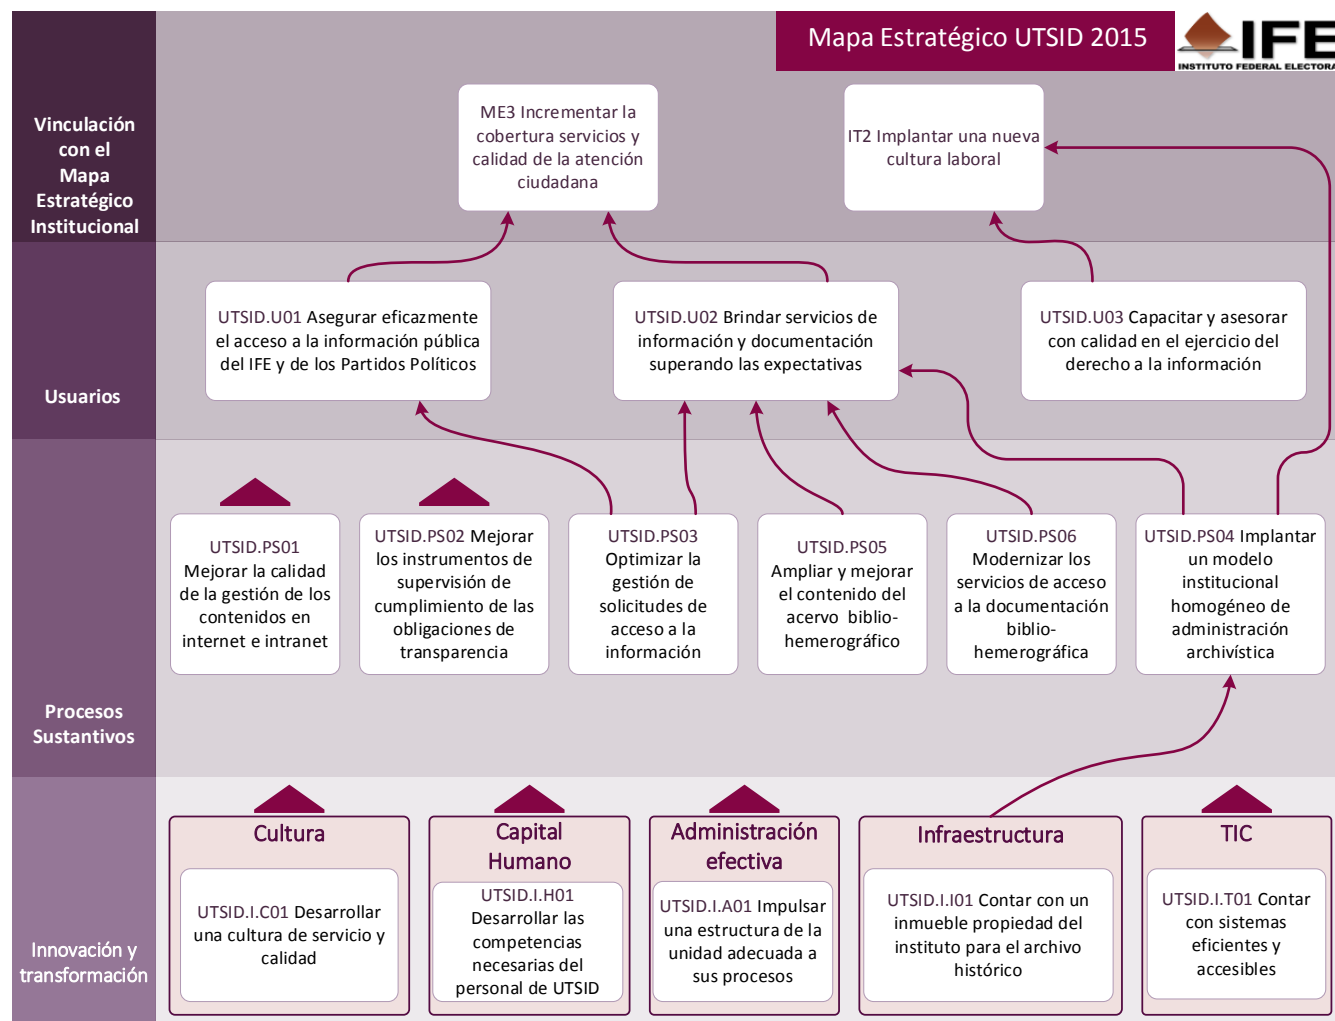 Mapa Estratégico UTSID 2015
IFE
INSTITUTO FEDERAL ELECTORA
Vinculación
con el
Mapa
Estratégico
Institucional
ME3 Incrementar la
cobertura servicios y
calidad de la atención
ciudadana
IT2 Implantar una nueva
cultura laboral
Usuarios
UTSID.U01 Asegurar eficazmente
el acceso a la información pública
del IFE y de los Partidos Políticos
UTSID.U02 Brindar servicios de
información y documentación
superando las expectativas
UTSID.U03 Capacitar y asesorar
con calidad en el ejercicio del
derecho a la información
Procesos
Sustantivos
UTSID.PS01
Mejorar la calidad
de la gestión de los
contenidos en
internet e intranet
UTSID.PS02 Mejorar
los instrumentos de
supervisión de
cumplimiento de las
obligaciones de
transparencia
UTSID.PS03
Optimizar la
gestión de
solicitudes de
acceso a la
información
UTSID.PS05
Ampliar y mejorar
el contenido del
acervo biblio-
hemerográfico
UTSID.PS06
Modernizar los
servicios de acceso
a la documentación
biblio-
hemerográfica
UTSID.PS04 Implantar
un modelo
institucional
homogéneo de
administración
archivística
Innovación y
transformación
Cultura
UTSID.I.C01 Desarrollar
una cultura de servicio y
calidad
Capital
Humano
UTSID.I.H01
Desarrollar las
competencias
necesarias del
personal de UTSID
Administración
efectiva
UTSID.I.A01 Impulsar
una estructura de la
unidad adecuada a
sus procesos
Infraestructura
UTSID.I.I01 Contar con un
inmueble propiedad del
instituto para el archivo
histórico
TIC
UTSID.I.T01 Contar
con sistemas
eficientes y
accesibles